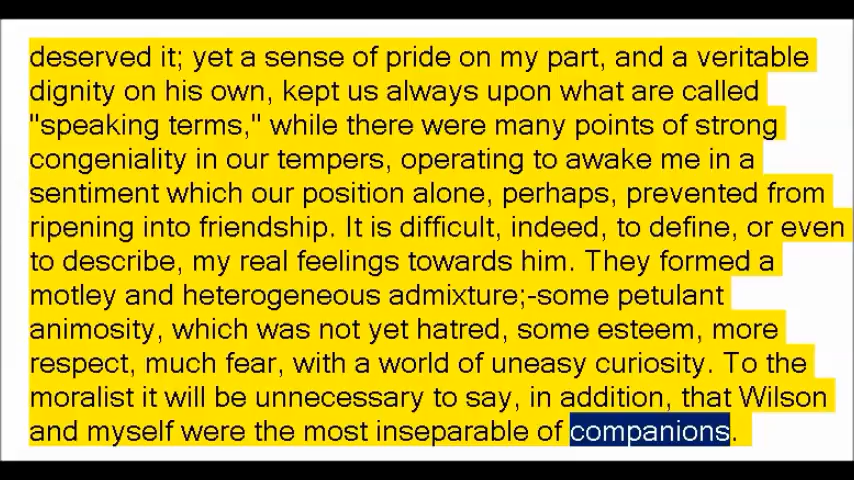 deserved it; yet a sense of pride on my part, and a veritable
dignity on his own, kept us always upon what are called
"speaking terms," while there were many points of strong
congeniality in our tempers, operating to awake me in a
sentiment which our position alone, perhaps, prevented from
ripening into friendship. It is difficult, indeed, to define, or even
to describe, my real feelings towards him. They formed a
motley and heterogeneous admixture;-some petulant
animosity, which was not yet hatred, some esteem, more
respect, much fear, with a world of uneasy curiosity. To the
moralist it will be unnecessary to say, in addition, that Wilson
and myself were the most inseparable of companions.